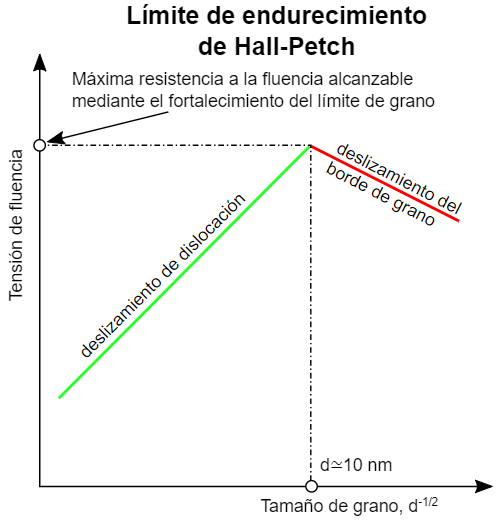 Límite de endurecimiento
de Hall-Petch
Máxima resistencia a la fluencia alcanzable
mediante el fortalecimiento del límite de grano
Tensión de fluencia
deslizamiento de dislocación
deslizamiento del
borde de grano
d≃10 nm
Tamaño de grano, d-1/2